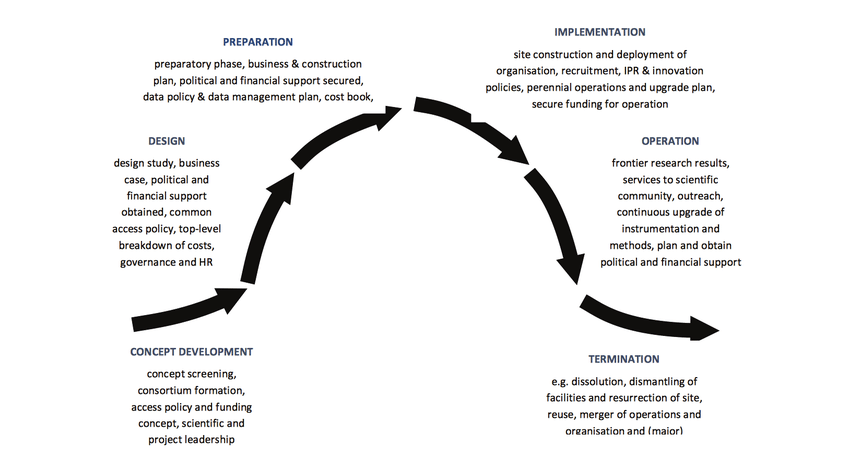 CONCEPT DEVELOPMENT
concept screening,
consortium formation,
access policy and funding
concept, scientific and
project leadership
DESIGN
design study, business
case, political and
financial support
obtained, common
access policy, top-level
breakdown of costs,
governance and HR
PREPARATION
preparatory phase, business & construction
plan, political and financial support secured,
data policy & data management plan, cost book,
IMPLEMENTATION
site construction and deployment of
organisation, recruitment, IPR & innovation
policies, perennial operations and upgrade plan,
secure funding for operation
OPERATION
frontier research results,
services to scientific
community, outreach,
continuous upgrade of
instrumentation and
methods, plan and obtain
political and financial support
TERMINATION
e.g. dissolution, dismantling of
facilities and resurrection of site,
reuse, merger of operations and
organisation and (major)